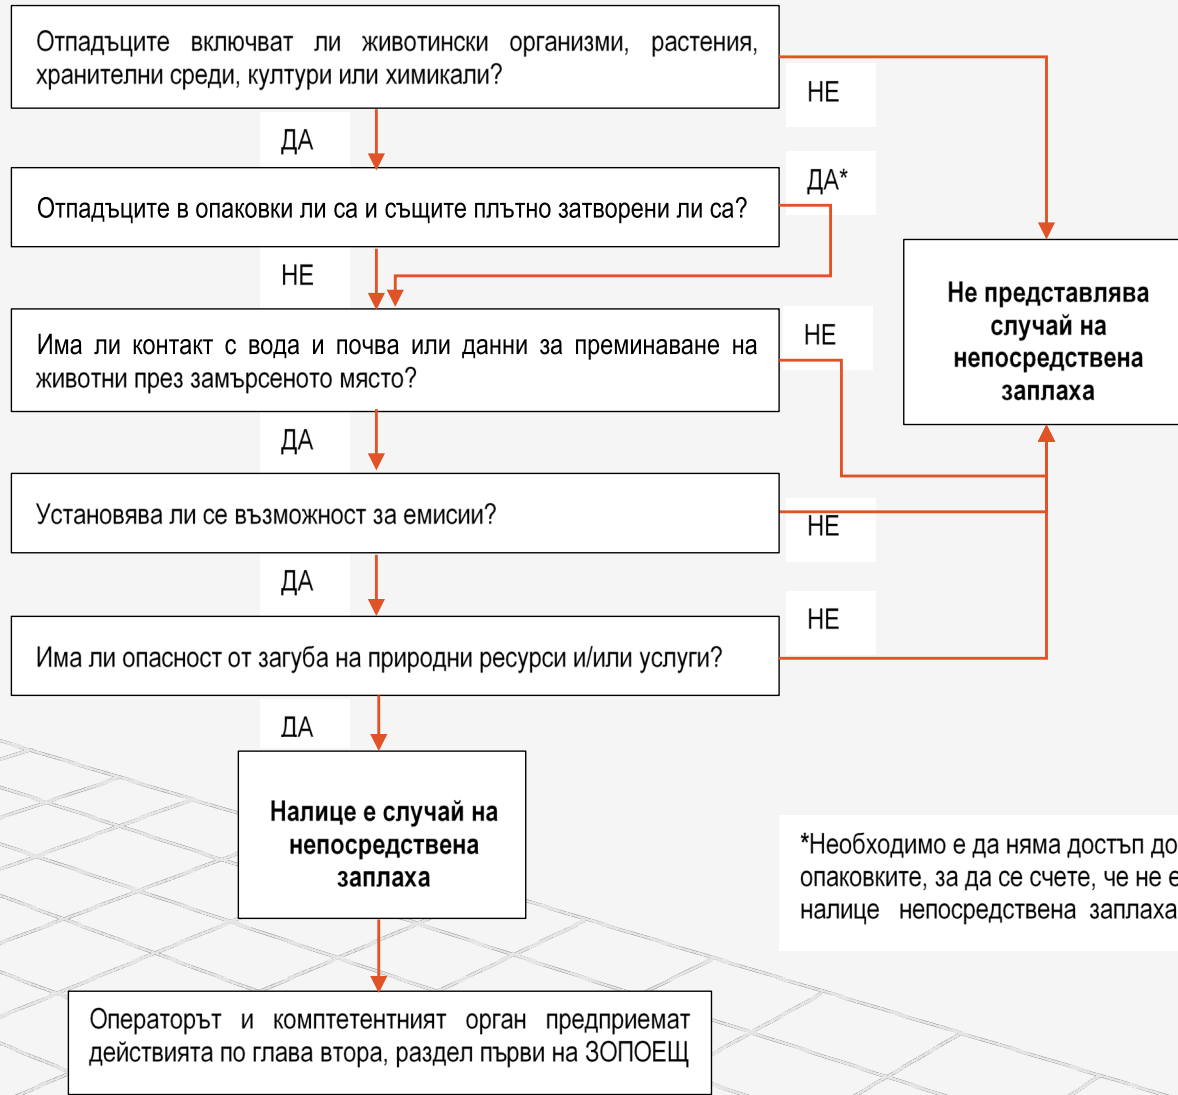 Отпадъците включват ли животински организми, растения,
хранителни среди, култури или химикали?
НЕ
ДА
Отпадъците в опаковки ли са и същите плътно затворени ли са?
ДА*
НЕ
Има ли контакт с вода и почва или данни за преминаване на
животни през замърсеното място?
НЕ
Не представлява
случай на
непосредствена
заплаха
ДА
Установява ли се възможност за емисии?
НЕ
ДА
Има ли опасност от загуба на природни ресурси и/или услуги?
НЕ
ДА
Налице е случай на
непосредствена
заплаха
*Необходимо е да няма достъп до
опаковките, за да се счете, че не е
налице непосредствена заплаха
Операторът и комптетентният орган предприемат
действията по глава втора, раздел първи на ЗОПОЕЩ